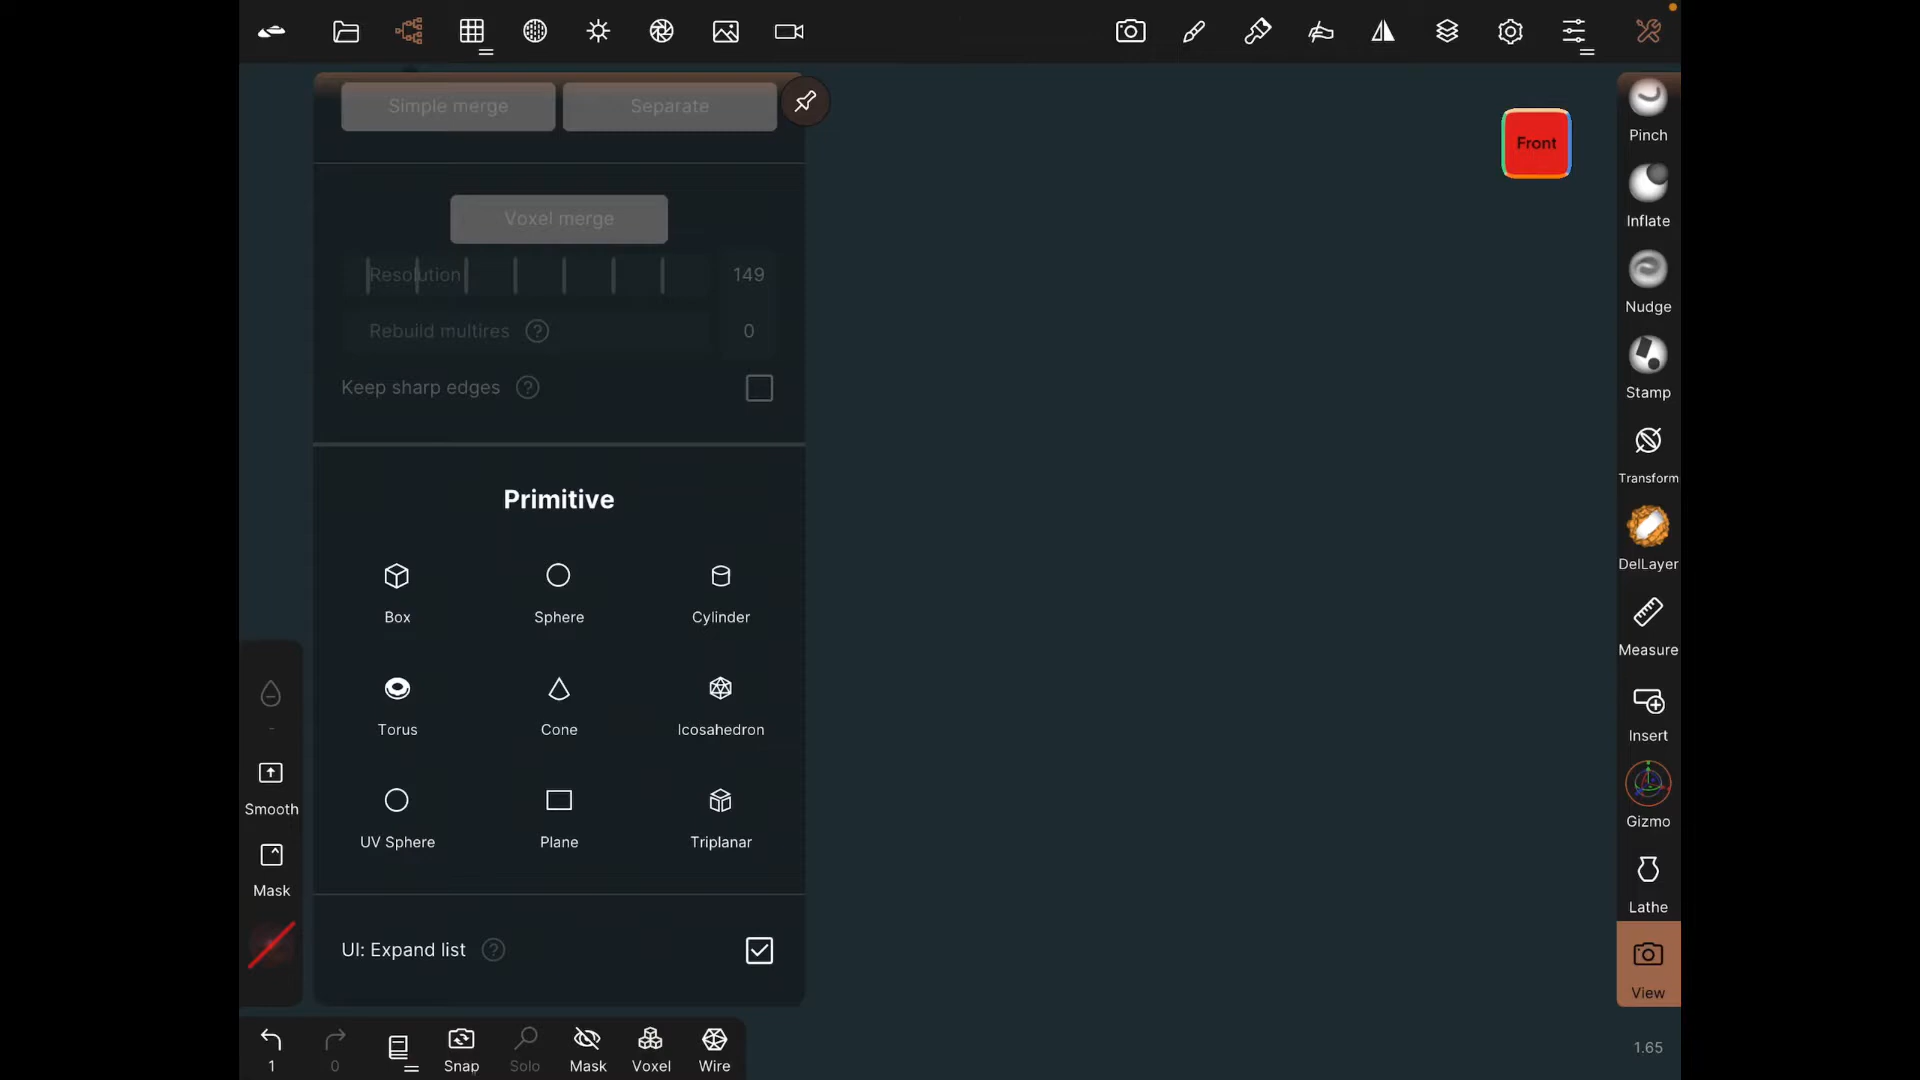 Simple merge
Separate
Voxel merge
Resolution
149
Rebuild multires ?
0
Keep sharp edges ?
Primitive
Box
Sphere
Cylinder
Torus
Cone
Icosahedron
UV Sphere
Plane
Triplanar
UI: Expand list ?
Front
Pinch
Inflate
Nudge
Stamp
Transform
DelLayer
Measure
Insert
Gizmo
Lathe
View
-
Smooth
Mask
1
0
Snap
Solo
Mask
Voxel
Wire
1.65